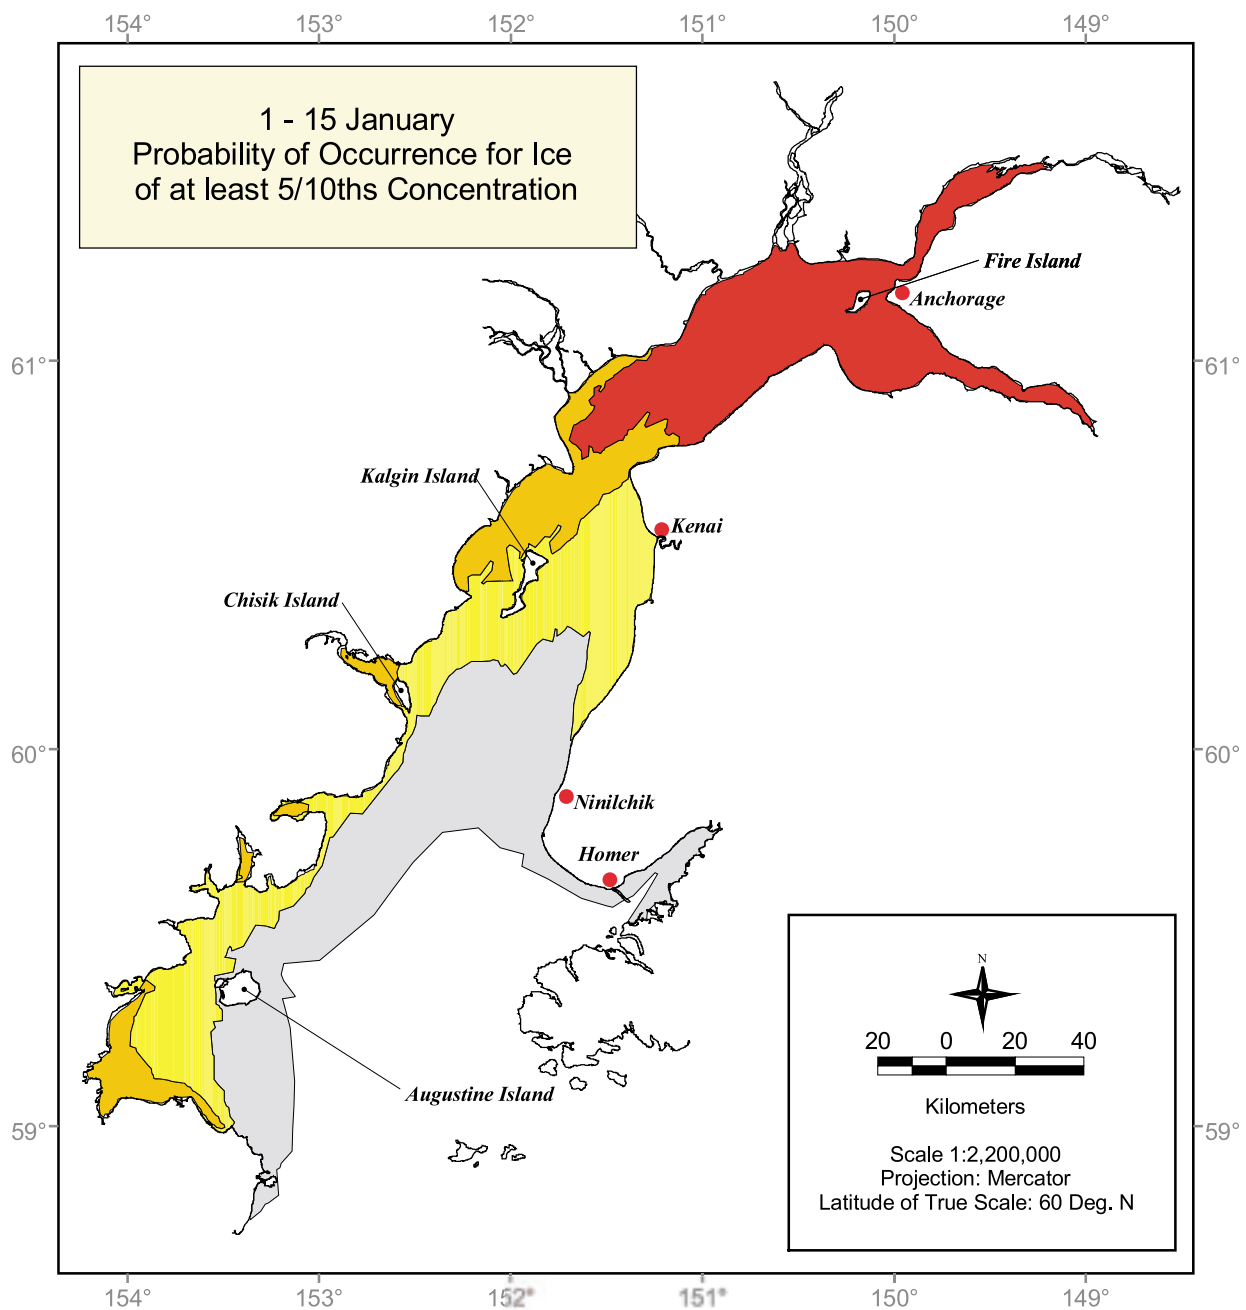 154° 153° 152° 151° 150° 149°
1 - 15 January
Probability of Occurrence for Ice
of at least 5/10ths Concentration
Fire Island
Anchorage
61° 61°
Kalgin Island
Kenai
Chisik Island
60° 60°
Ninilchik
Homer
N
20 0 20 40
Kilometers
Augustine Island
59° 59°
Scale 1:2,200,000
Projection: Mercator
Latitude of True Scale: 60 Deg. N
154° 153° 152° 151° 150° 149°